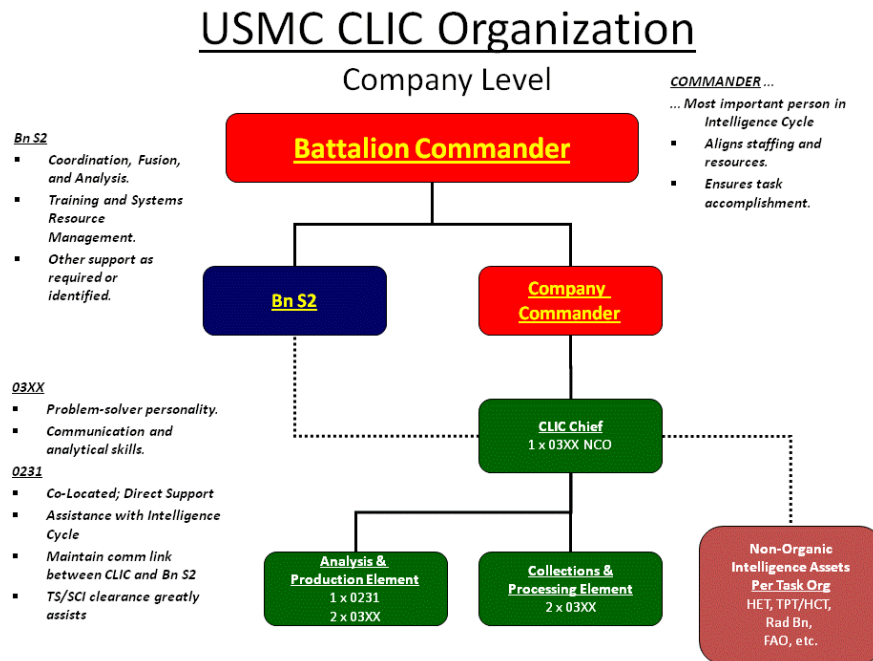 USMC CLIC Organization
Company Level
COMMANDER ...
... Most important person in
Intelligence Cycle
▪ Aligns staffing and
resources.
▪ Ensures task
accomplishment.
Bn S2
▪ Coordination, Fusion,
and Analysis.
▪ Training and Systems
Resource
Management.
▪ Other support as
required or
identified.
Battalion Commander
Bn S2
Company
Commander
03XX
▪ Problem-solver personality.
▪ Communication and
analytical skills.
0231
▪ Co-Located; Direct Support
▪ Assistance with Intelligence
Cycle
▪ Maintain comm link
between CLIC and Bn S2
▪ TS/SCI clearance greatly
assists
CLIC Chief
1 x 03XX NCO
Analysis &
Production Element
1 x 0231
2 x 03XX
Collections &
Processing Element
2 x 03XX
Non-Organic
Intelligence Assets
Per Task Org
HET, TPT/HCT,
Rad Bn,
FAO, etc.